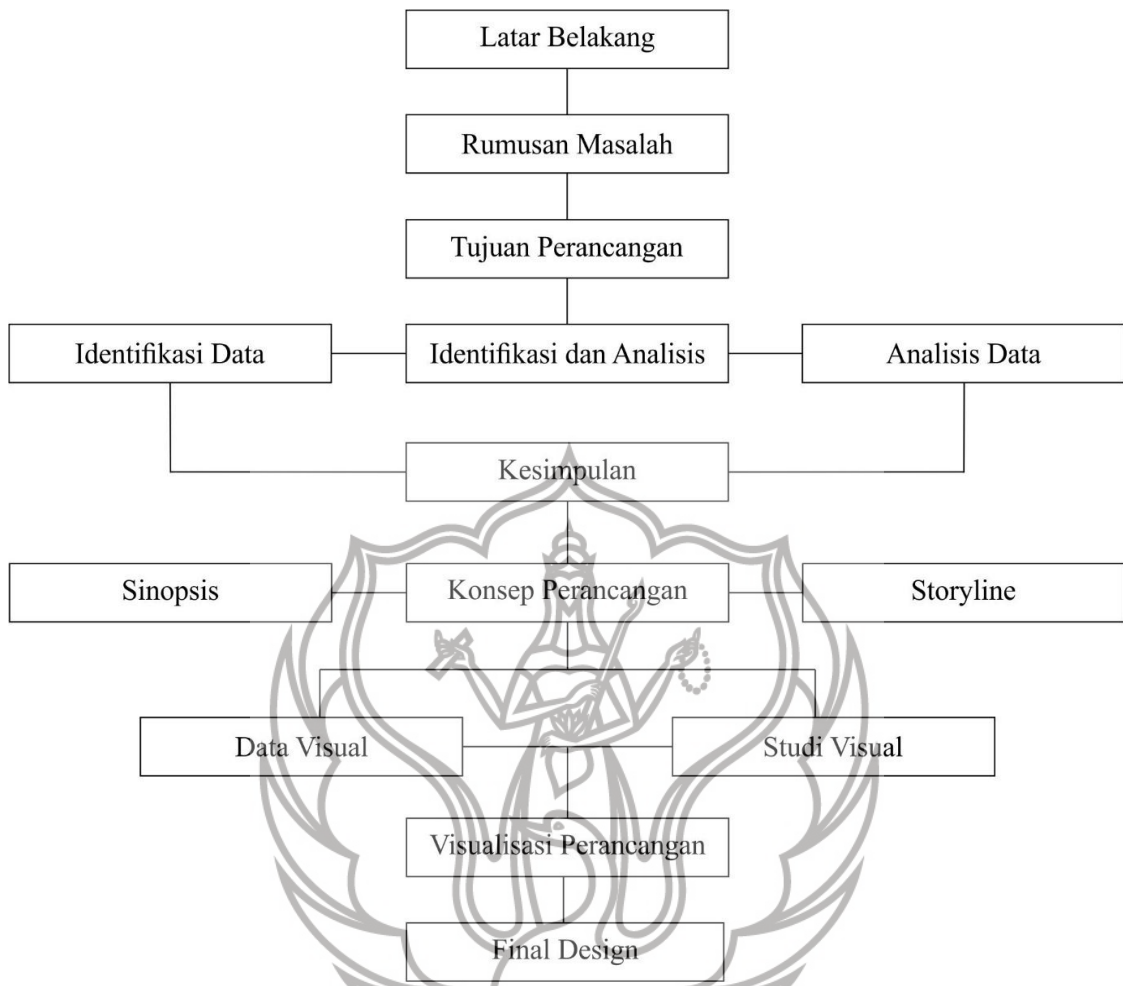 Latar Belakang
Rumusan Masalah
Tujuan Perancangan
Identifikasi Data
Identifikasi dan Analisis
Analisis Data
Kesimpulan
Sinopsis
Konsep Perancangan
Storyline
Data Visual
Studi Visual
Visualisasi Perancangan
Final Design